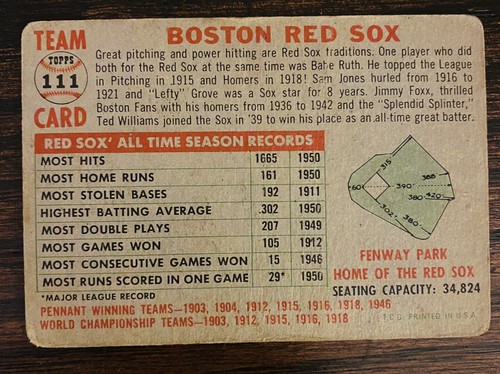 TEAM
TOPPS
111
CARD
BOSTON RED SOX
Great pitching and power hitting are Red Sox traditions. One player who did
both for the Red Sox at the same time was Babe Ruth. He topped the League
in Pitching in 1915 and Homers in 1918! Sam Jones hurled from 1916 to
1921 and "Lefty" Grove was a Sox star for 8 years. Jimmy Foxx, thrilled
Boston Fans with his homers from 1936 to 1942 and the "Splendid Splinter,"
Ted Williams joined the Sox in '39 to win his place as an all-time great batter.
RED SOX' ALL TIME SEASON RECORDS
MOST HITS 1665 1950
MOST HOME RUNS 161 1950
MOST STOLEN BASES 192 1911
HIGHEST BATTING AVERAGE .302 1950
MOST DOUBLE PLAYS 207 1949
MOST GAMES WON 105 1912
MOST CONSECUTIVE GAMES WON 15 1946
MOST RUNS SCORED IN ONE GAME 29* 1950
*MAJOR LEAGUE RECORD
PENNANT WINNING TEAMS—1903, 1904, 1912, 1915, 1916, 1918, 1946
WORLD CHAMPIONSHIP TEAMS—1903, 1912, 1915, 1916, 1918
315
388
60
390'
380
420'
302
380'
FENWAY PARK
HOME OF THE RED SOX
SEATING CAPACITY: 34,824
T.C.G. PRINTED IN U.S.A.